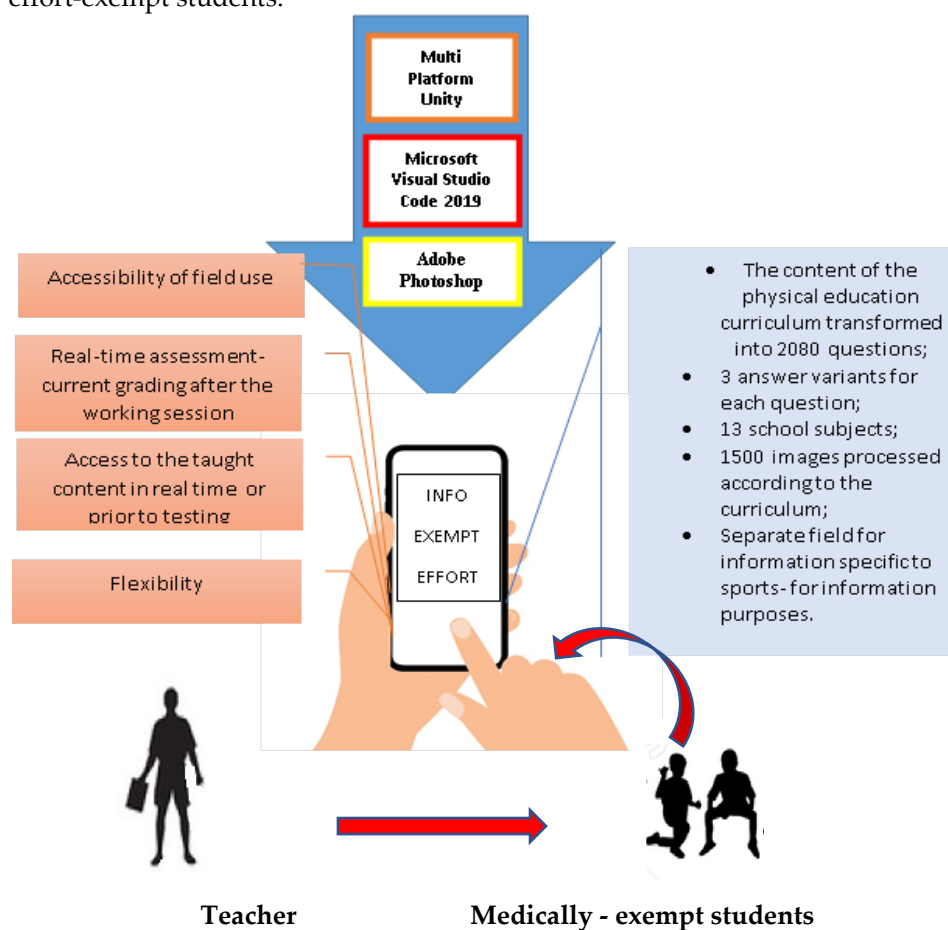 effort-exempt students.
Multi
Platform
Unity
Microsoft
Visual Studio
Code 2019
Adobe
Photoshop
Accessibility of field use
Real-time assessment-
current grading after the
working session
Access to the taught
content in real time or
prior to testing
Flexibility
INFO
EXEMPT
EFFORT
• The content of the
physical education
curriculum transformed
into 2080 questions;
• 3 answer variants for
each question;
• 13 school subjects;
• 1500 images processed
according to the
curriculum;
• Separate field for
information specific to
sports- for information
purposes.
Teacher
Medically - exempt students